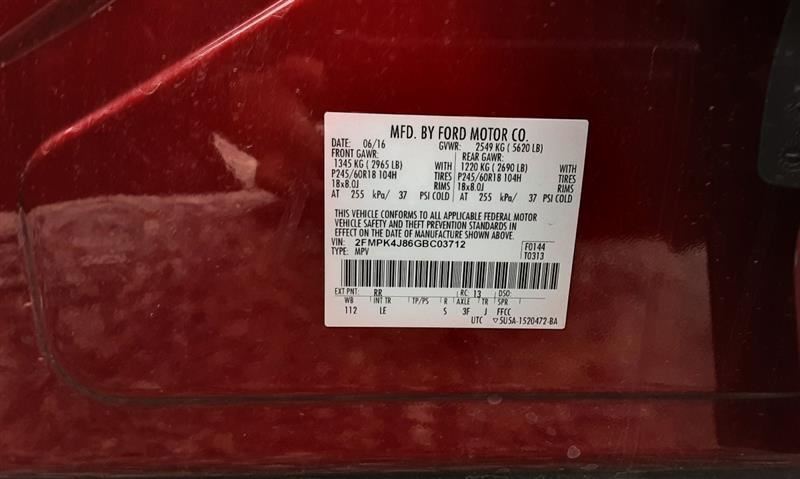 MFD. BY FORD MOTOR CO.
DATE: 06/16 GVWR: 2549 KG ( 5620 LB)
FRONT GAWR: REAR GAWR:
1345 KG ( 2965 LB) WITH 1220 KG ( 2690 LB) WITH
P245/60R18 104H TIRES P245/60R18 104H TIRES
18x8.0J RIMS 18x8.0J RIMS
AT 255 kPa/ 37 PSI COLD AT 255 kPa/ 37 PSI COLD
THIS VEHICLE CONFORMS TO ALL APPLICABLE FEDERAL MOTOR
VEHICLE SAFETY AND THEFT PREVENTION STANDARDS IN
EFFECT ON THE DATE OF MANUFACTURE SHOWN ABOVE.
VIN: 2FMPK4J86GBC03712 F0144
TYPE: MPV T0313
EXT PNT: RR RC: 13 DSO:
WB INT TR TP/PS R AXLE TR SPR
112 LE S 3F J FFCC
UTC ▽5U5A-1520472-BA